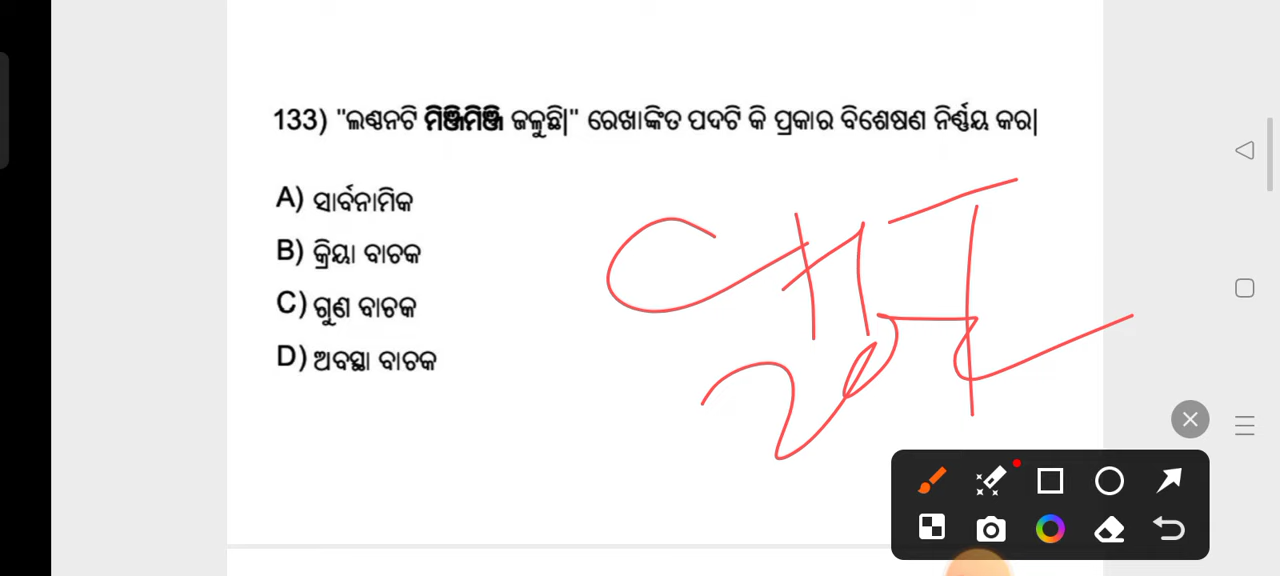 133) "ଲଣ୍ଠନଟି ମିଞ୍ଜିମିଞ୍ଜି ଜଳୁଛି|" ରେଖାଙ୍କିତ ପଦଟି କି ପ୍ରକାର ବିଶେଷଣ ନିର୍ଣ୍ଣୟ କର|
A) ସାର୍ବନାମିକ
B) କ୍ରିୟା ବାଚକ
C) ଗୁଣ ବାଚକ
D) ଅବସ୍ଥା ବାଚକ